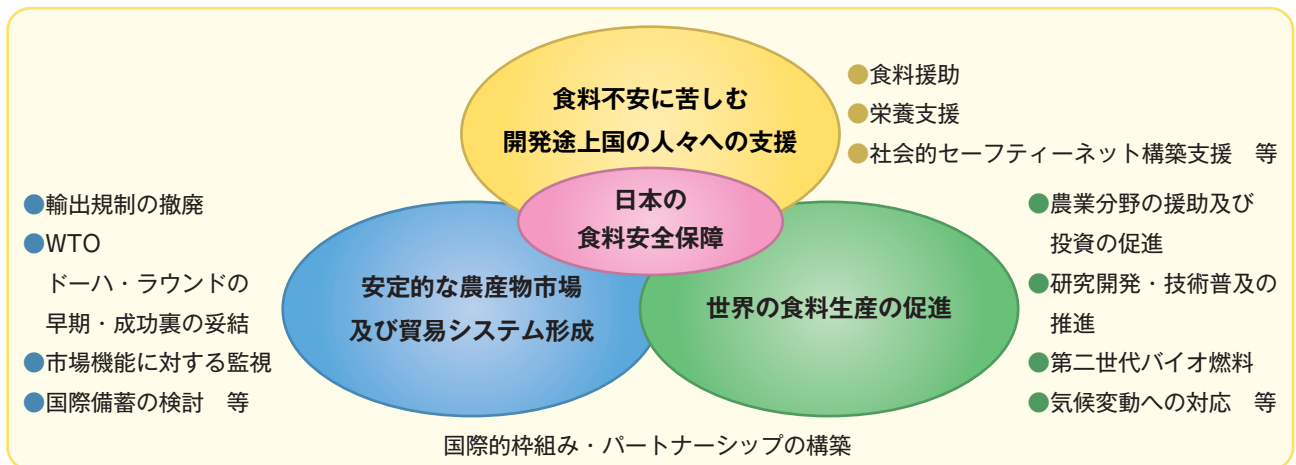 食料不安に苦しむ
開発途上国の人々への支援
●食料援助
●栄養支援
●社会的セーフティーネット構築支援　等
日本の
食料安全保障
●輸出規制の撤廃
●WTO
ドーハ・ラウンドの
早期・成功裏の妥結
●市場機能に対する監視
●国際備蓄の検討　等
安定的な農産物市場
及び貿易システム形成
世界の食料生産の促進
●農業分野の援助及び
投資の促進
●研究開発・技術普及の
推進
●第二世代バイオ燃料
●気候変動への対応　等
国際的枠組み・パートナーシップの構築